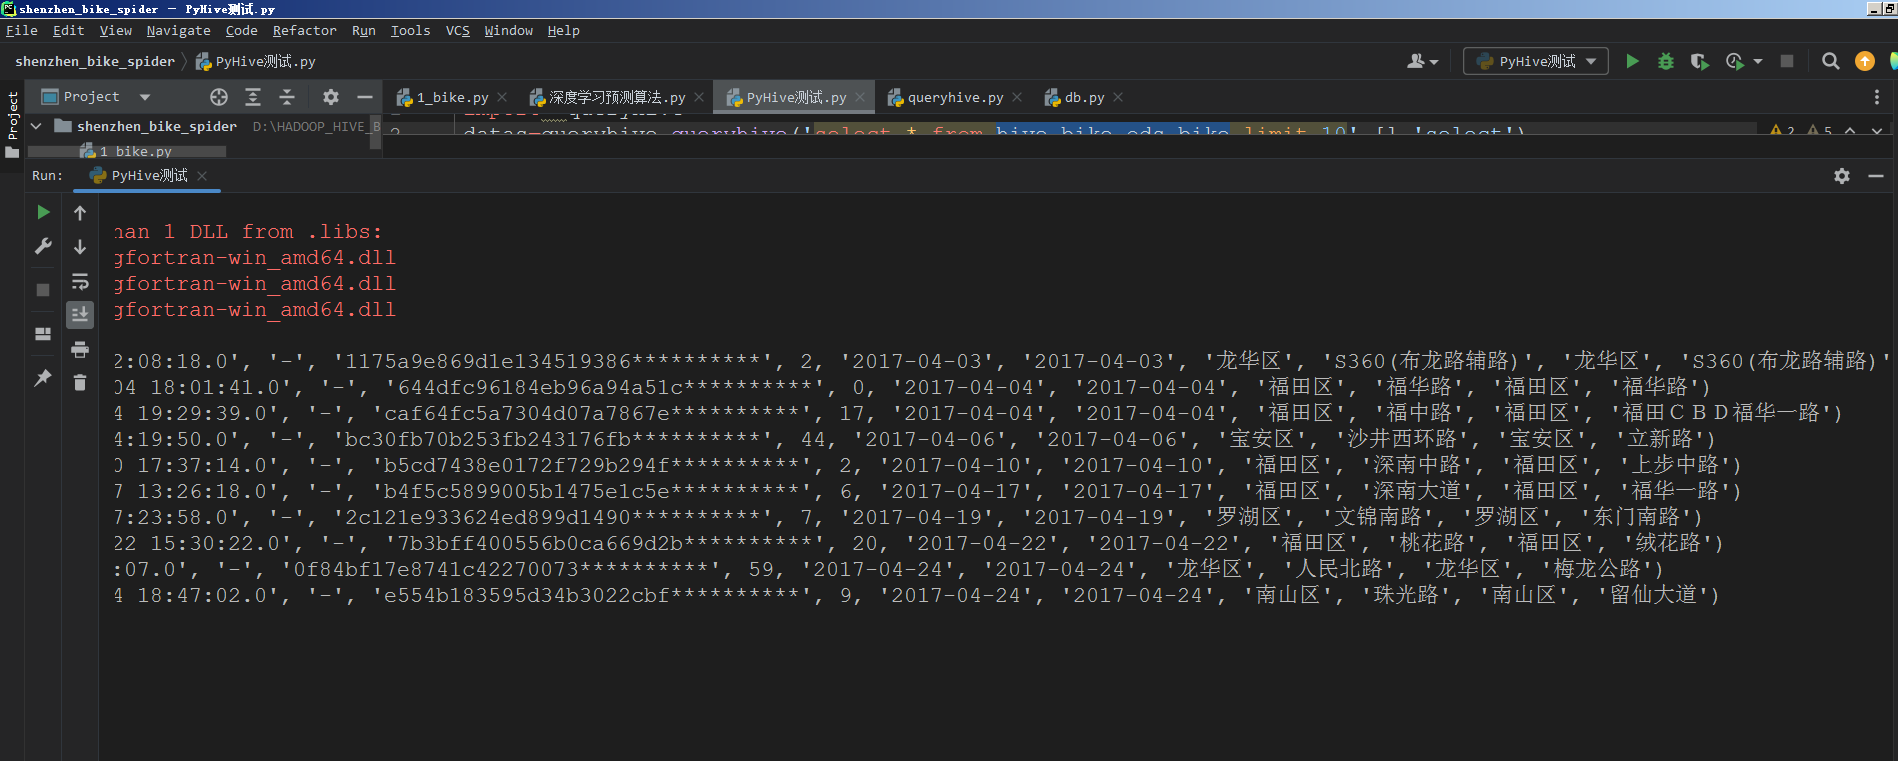 shenzhen_bike_spider – PyHive测试.py
File Edit View Navigate Code Refactor Run Tools VCS Window Help
shenzhen_bike_spider PyHive测试.py PyHive测试
Project
Project 1_bike.py 深度学习预测算法.py PyHive测试.py queryhive.py db.py
shenzhen_bike_spider D:\HADOOP_HIVE_B
2 datas=queryhive.queryhive('select * from hive_bike.ods_bike limit 10',[],'select') 2 5
1_bike.py
Run: PyHive测试
han 1 DLL from .libs:
gfortran-win_amd64.dll
gfortran-win_amd64.dll
gfortran-win_amd64.dll
2:08:18.0', '-', '1175a9e869d1e134519386**********', 2, '2017-04-03', '2017-04-03', '龙华区', 'S360(布龙路辅路)', '龙华区', 'S360(布龙路辅路)'
04 18:01:41.0', '-', '644dfc96184eb96a94a51c**********', 0, '2017-04-04', '2017-04-04', '福田区', '福华路', '福田区', '福华路')
4 19:29:39.0', '-', 'caf64fc5a7304d07a7867e**********', 17, '2017-04-04', '2017-04-04', '福田区', '福中路', '福田区', '福田ＣＢＤ福华一路')
4:19:50.0', '-', 'bc30fb70b253fb243176fb**********', 44, '2017-04-06', '2017-04-06', '宝安区', '沙井西环路', '宝安区', '立新路')
0 17:37:14.0', '-', 'b5cd7438e0172f729b294f**********', 2, '2017-04-10', '2017-04-10', '福田区', '深南中路', '福田区', '上步中路')
7 13:26:18.0', '-', 'b4f5c5899005b1475e1c5e**********', 6, '2017-04-17', '2017-04-17', '福田区', '深南大道', '福田区', '福华一路')
7:23:58.0', '-', '2c121e933624ed899d1490**********', 7, '2017-04-19', '2017-04-19', '罗湖区', '文锦南路', '罗湖区', '东门南路')
22 15:30:22.0', '-', '7b3bff400556b0ca669d2b**********', 20, '2017-04-22', '2017-04-22', '福田区', '桃花路', '福田区', '绒花路')
:07.0', '-', '0f84bf17e8741c42270073**********', 59, '2017-04-24', '2017-04-24', '龙华区', '人民北路', '龙华区', '梅龙公路')
4 18:47:02.0', '-', 'e554b183595d34b3022cbf**********', 9, '2017-04-24', '2017-04-24', '南山区', '珠光路', '南山区', '留仙大道')